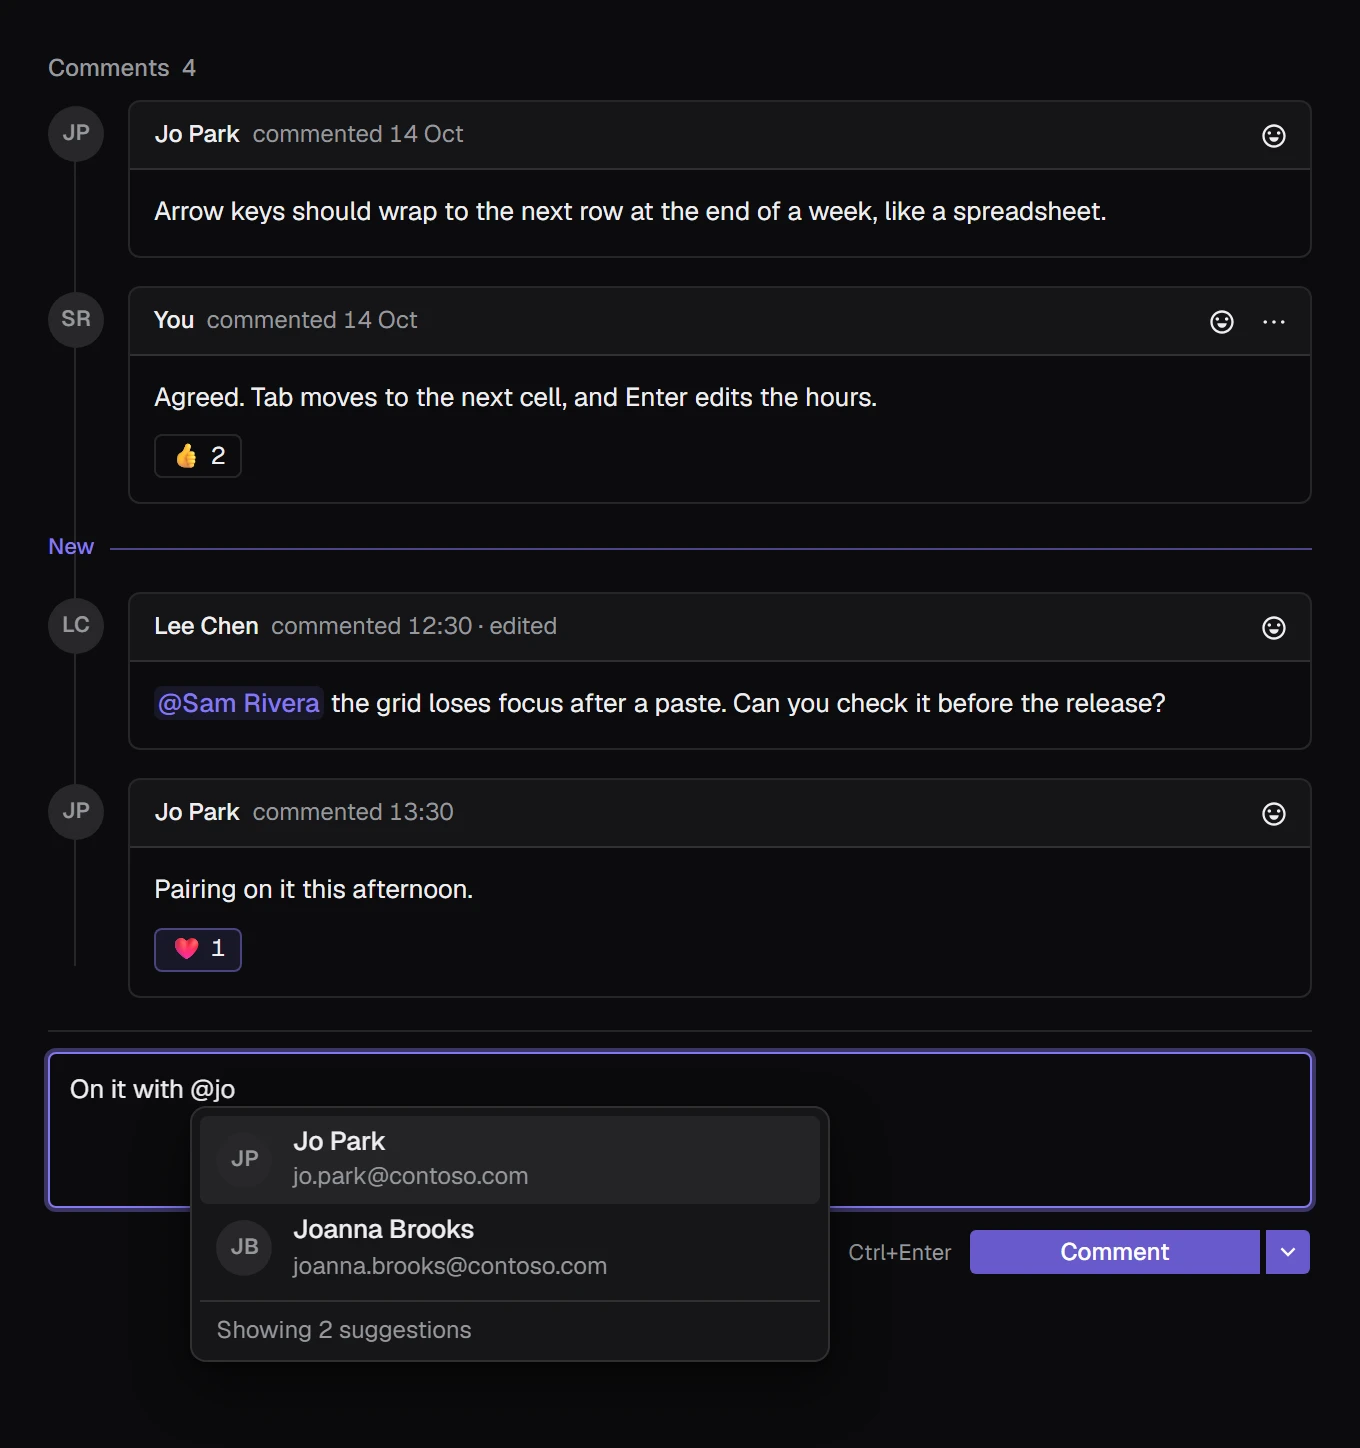 Comments 4
JP
Jo Park commented 14 Oct
Arrow keys should wrap to the next row at the end of a week, like a spreadsheet.
SR
You commented 14 Oct
Agreed. Tab moves to the next cell, and Enter edits the hours.
👍 2
New
LC
Lee Chen commented 12:30 · edited
@Sam Rivera the grid loses focus after a paste. Can you check it before the release?
JP
Jo Park commented 13:30
Pairing on it this afternoon.
❤️ 1
On it with @jo
JP
Jo Park
jo.park@contoso.com
JB
Joanna Brooks
joanna.brooks@contoso.com
Showing 2 suggestions
Ctrl+Enter
Comment